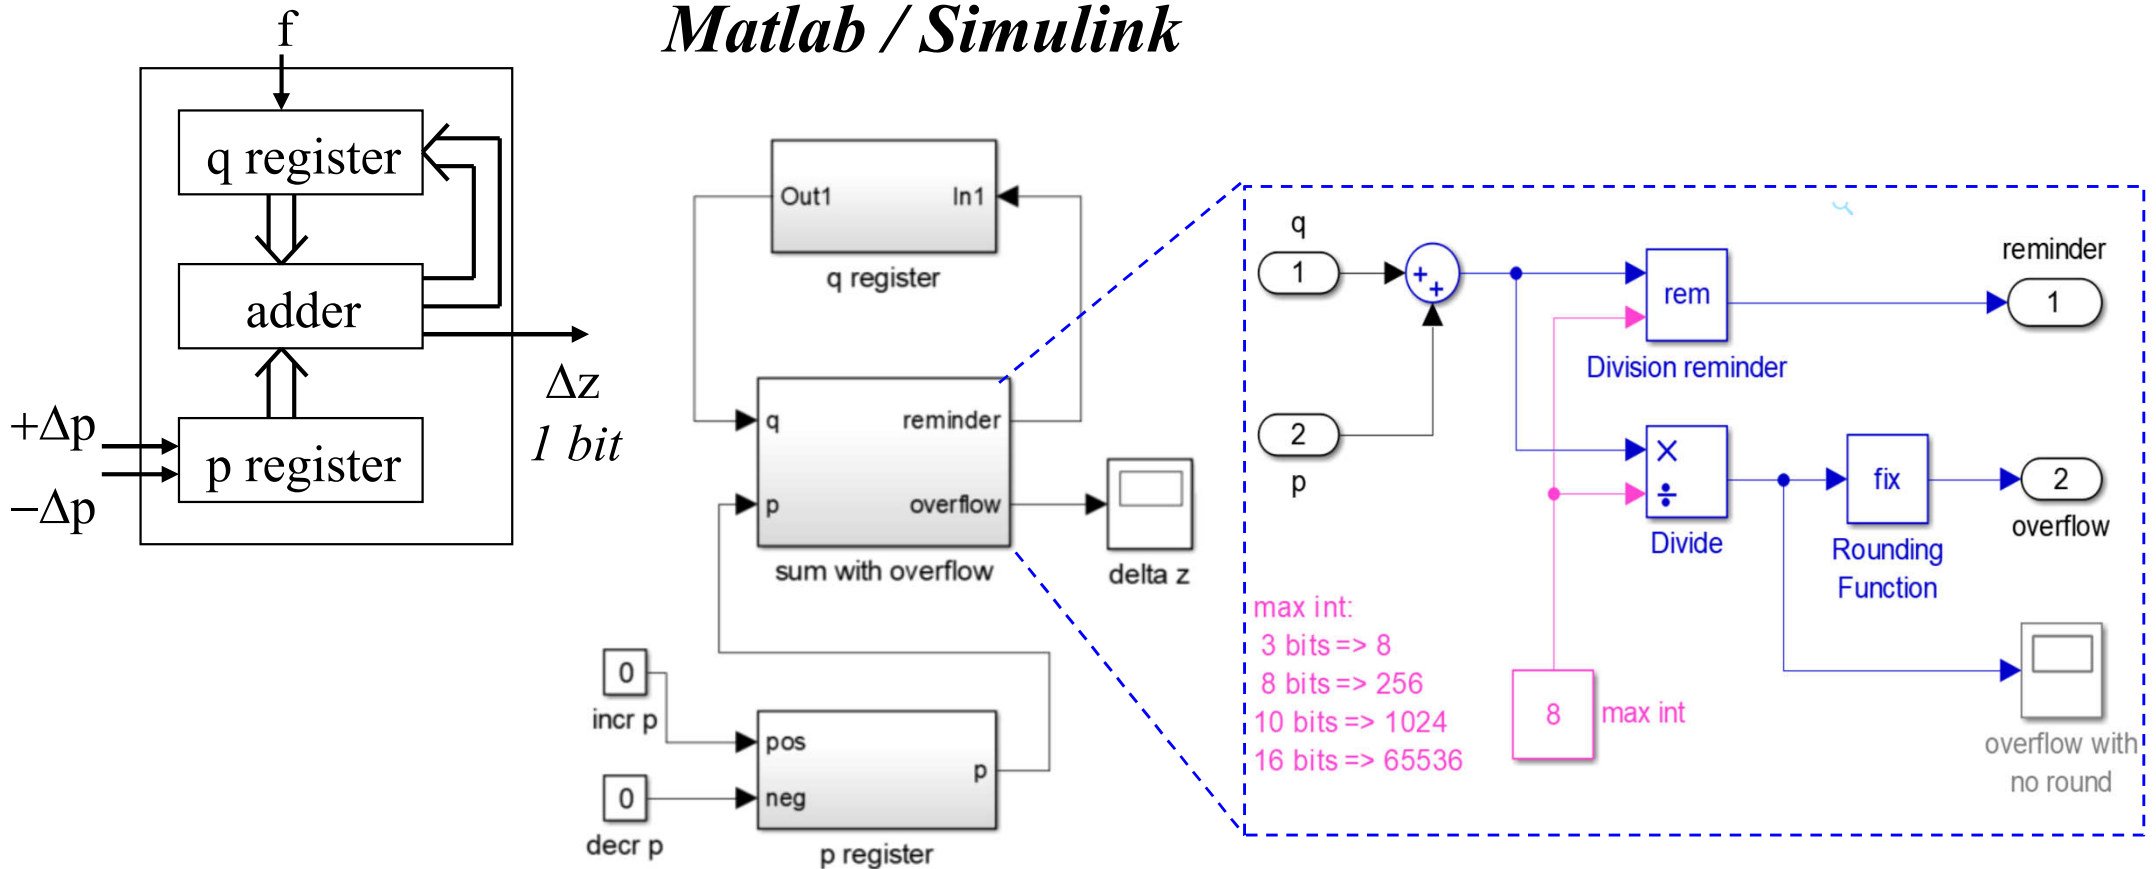 Matlab / Simulink
f
q register
adder
p register
+Δp
−Δp
Δz
1 bit
Out1
In1
q register
q
reminder
p
overflow
sum with overflow
delta z
0
incr p
0
decr p
pos
neg
p
p register
q
1
2
p
+
+
rem
Division reminder
×
÷
Divide
fix
Rounding
Function
reminder
1
2
overflow
max int:
3 bits => 8
8 bits => 256
10 bits => 1024
16 bits => 65536
8
max int
overflow with
no round